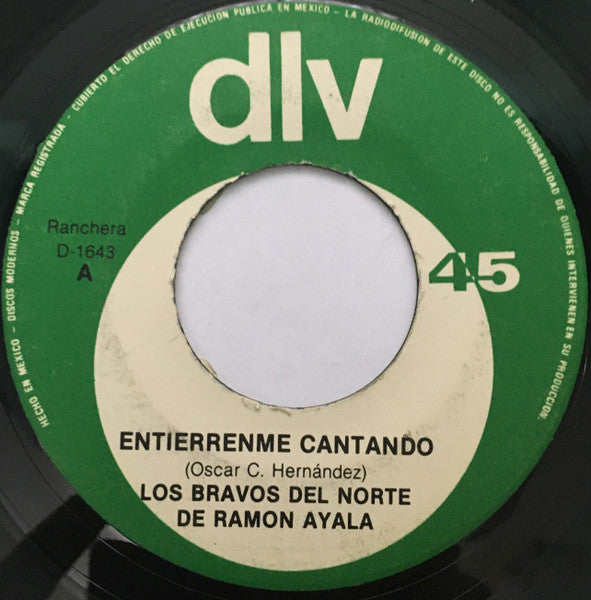 HECHO EN MEXICO - DISCOS MODERNOS - MARCA REGISTRADA - CUBIERTO EL DERECHO DE EJECUCIÓN PUBLICA EN MEXICO - LA RADIODIFUSION DE ESTE DISCO NO ES RESPONSABILIDAD DE QUIENES INTERVIENEN EN SU PRODUCCION.
dlv
Ranchera
D-1643
A
45
ENTIERRENME CANTANDO
(Oscar C. Hernández)
LOS BRAVOS DEL NORTE
DE RAMON AYALA